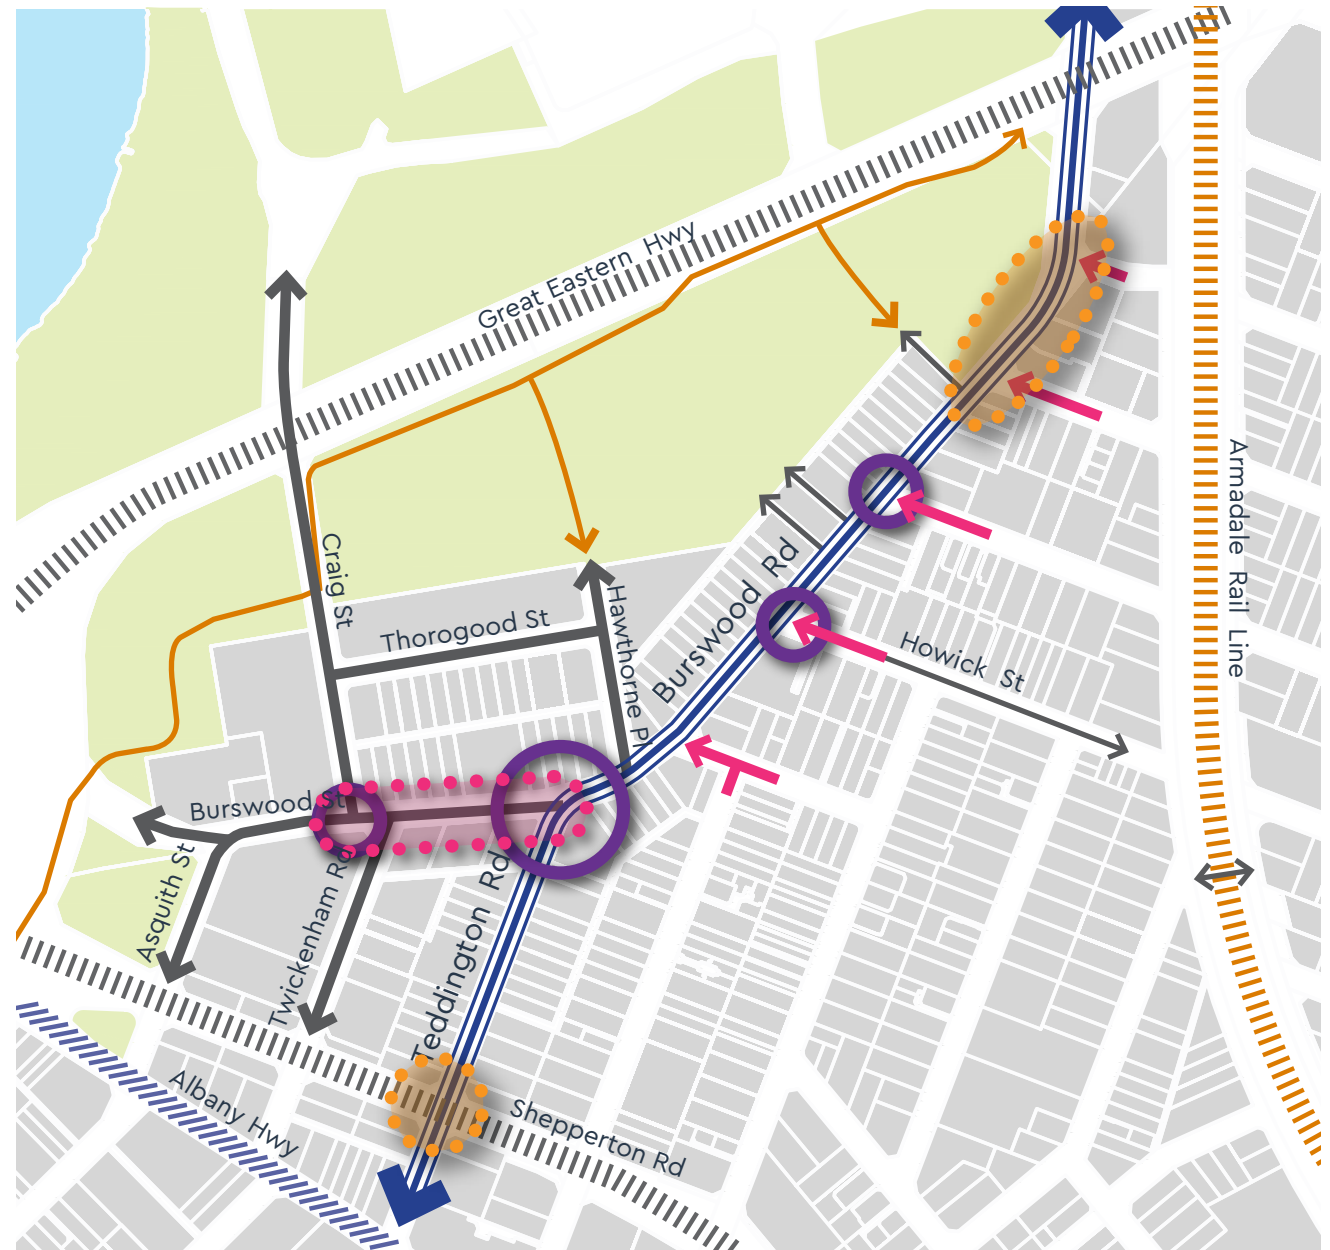 Great Eastern Hwy
Armadale Rail Line
Craig St
Thorogood St
Hawthorne Pl
Burswood Rd
Howick St
Burswood St
Asquith St
Twickenham Rd
Teddington Rd
Albany Hwy
Shepperton Rd